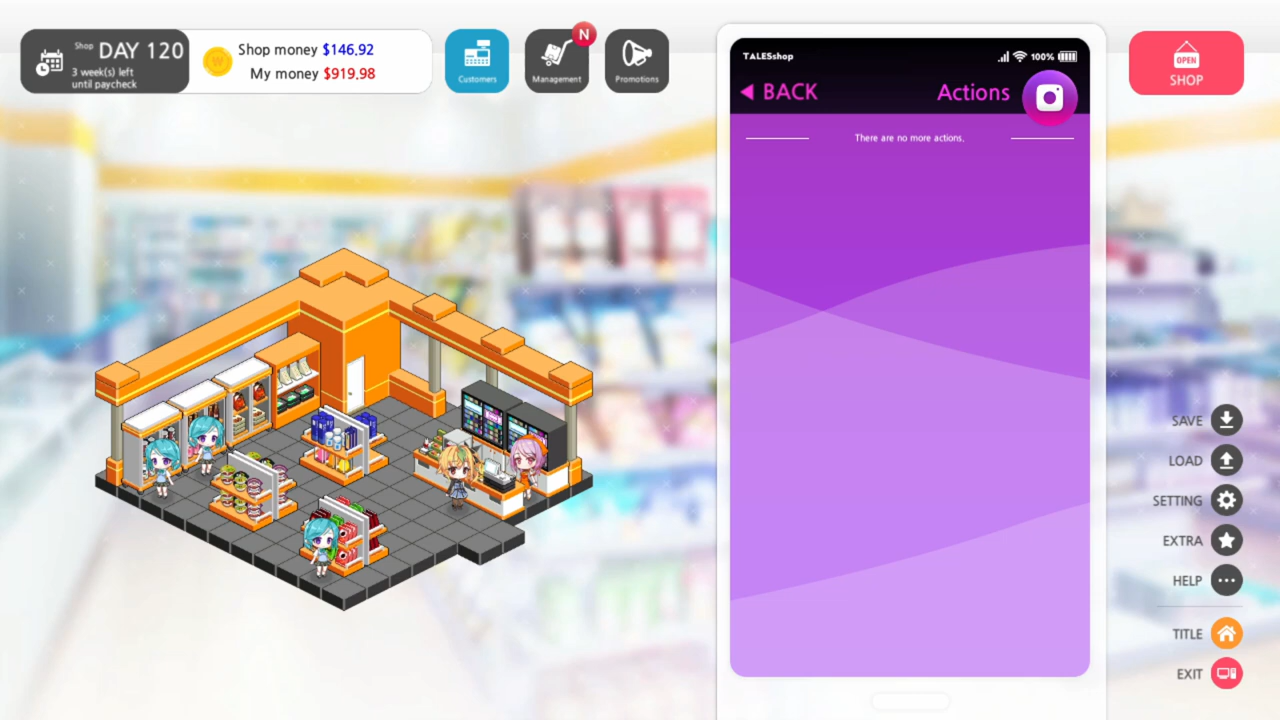 Shop DAY 120
3 week(s) left
until paycheck
Shop money $146.92
My money $919.98
Customers
N
Management
Promotions
TALESshop
100%
BACK
Actions
There are no more actions.
OPEN
SHOP
SAVE
LOAD
SETTING
EXTRA
HELP
TITLE
EXIT